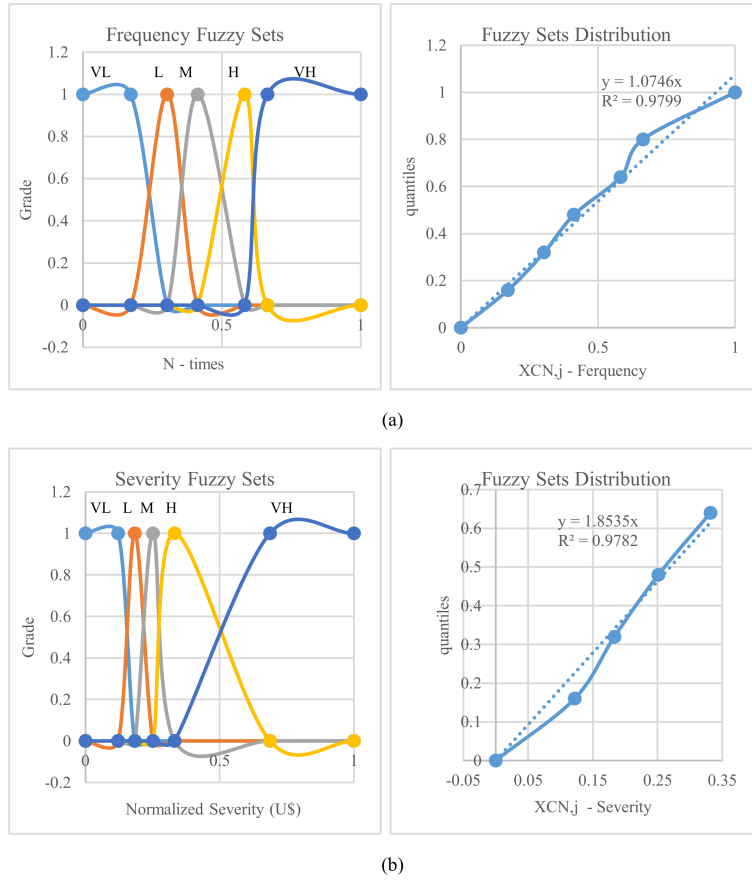 Frequency Fuzzy Sets
1.2
VL L M H VH
1
0.8
0.6
0.4
0.2
0
-0.2
Grade
0 0.5 1
N - times
Fuzzy Sets Distribution
1.2
y = 1.0746x
R² = 0.9799
1
0.8
0.6
0.4
0.2
0
quantiles
0 0.5 1
XCN,j - Ferquency
(a)
Severity Fuzzy Sets
1.2
VL L M H VH
1
0.8
0.6
0.4
0.2
0
-0.2
Grade
0 0.5 1
Normalized Severity (U$)
Fuzzy Sets Distribution
0.7
y = 1.8535x
R² = 0.9782
0.6
0.5
0.4
0.3
0.2
0.1
0
quantiles
-0.05 0.05 0.15 0.25 0.35
XCN,j - Severity
(b)